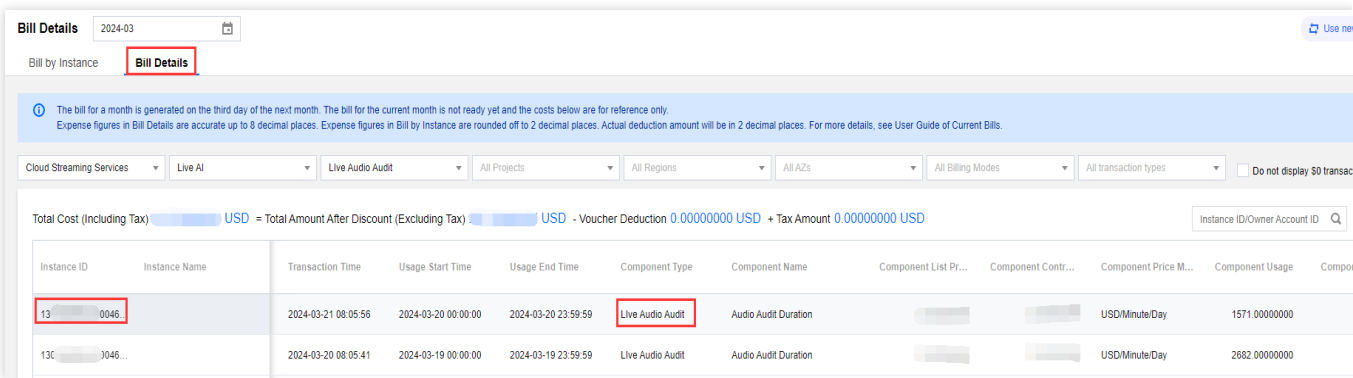 Bill Details 2024-03 Use new
Bill by Instance Bill Details
The bill for a month is generated on the third day of the next month. The bill for the current month is not ready yet and the costs below are for reference only.
Expense figures in Bill Details are accurate up to 8 decimal places. Expense figures in Bill by Instance are rounded off to 2 decimal places. Actual deduction amount will be in 2 decimal places. For more details, see User Guide of Current Bills.
Cloud Streaming Services Live AI LIve Audio Audit All Projects All Regions All AZs All Billing Modes All transaction types Do not display $0 transac
Total Cost (Including Tax) USD = Total Amount After Discount (Excluding Tax) USD - Voucher Deduction 0.00000000 USD + Tax Amount 0.00000000 USD Instance ID/Owner Account ID
Instance ID Instance Name Transaction Time Usage Start Time Usage End Time Component Type Component Name Component List Pr... Component Contr... Component Price M... Component Usage Compo
13 0046... 2024-03-21 08:05:56 2024-03-20 00:00:00 2024-03-20 23:59:59 LIve Audio Audit Audio Audit Duration USD/Minute/Day 1571.00000000
130 0046... 2024-03-20 08:05:41 2024-03-19 00:00:00 2024-03-19 23:59:59 LIve Audio Audit Audio Audit Duration USD/Minute/Day 2682.00000000